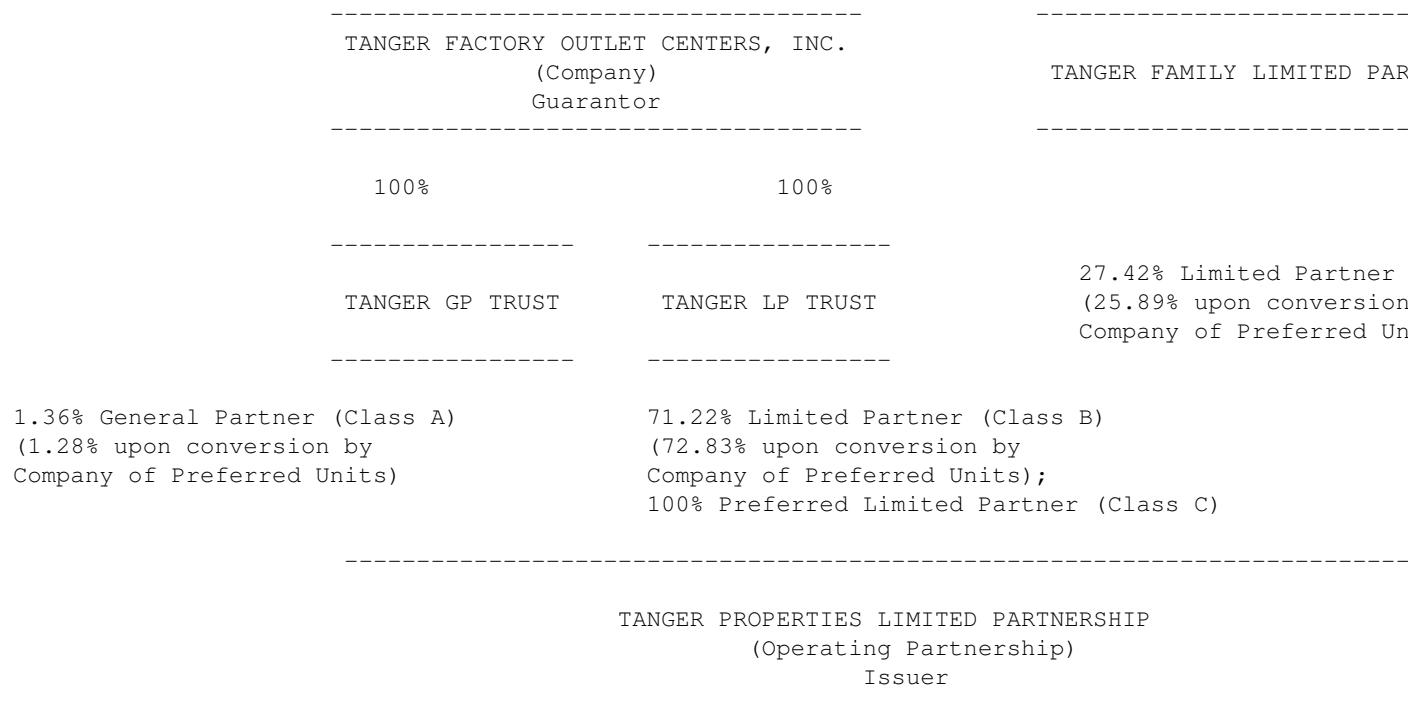 TANGER FACTORY OUTLET CENTERS, INC.
(Company)
Guarantor
TANGER FAMILY LIMITED
100% 100%
TANGER GP TRUST
TANGER LP TRUST
27.42% Limited Partner
(25.89% upon conversion
Company of Preferred
1.36% General Partner (Class A)
(1.28% upon conversion by
Company of Preferred Units)
71.22% Limited Partner (Class B)
(72.83% upon conversion by
Company of Preferred Units);
100% Preferred Limited Partner (Class C)
TANGER PROPERTIES LIMITED PARTNERSHIP
(Operating Partnership)
Issuer